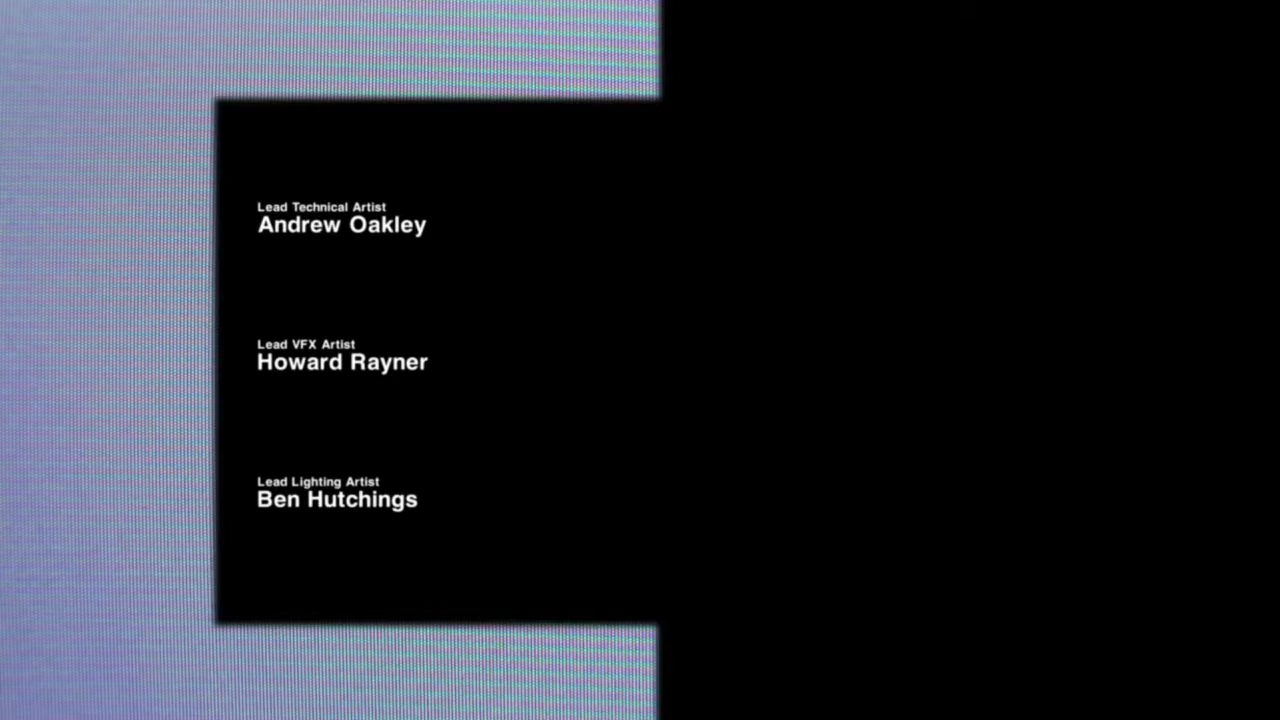 Lead Technical Artist
Andrew Oakley
Lead VFX Artist
Howard Rayner
Lead Lighting Artist
Ben Hutchings